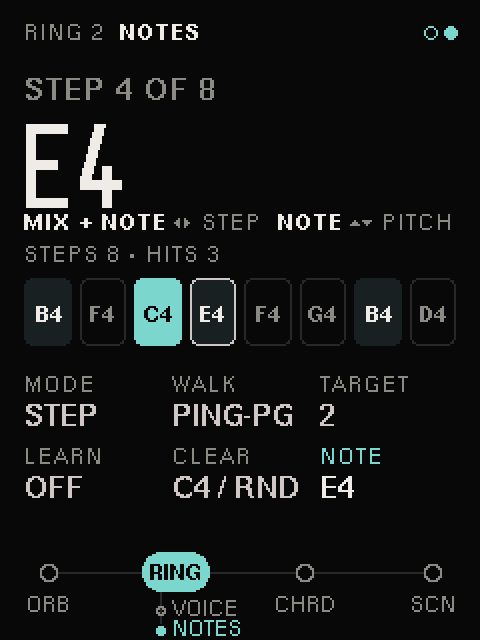 RING 2 NOTES
STEP 4 OF 8
E4
MIX + NOTE ◂▸ STEP NOTE ▴▾ PITCH
STEPS 8 · HITS 3
B4 F4 C4 E4 F4 G4 B4 D4
MODE WALK TARGET
STEP PING-PG 2
LEARN CLEAR NOTE
OFF C4 / RND E4
RING
ORB CHRD SCN
VOICE
NOTES